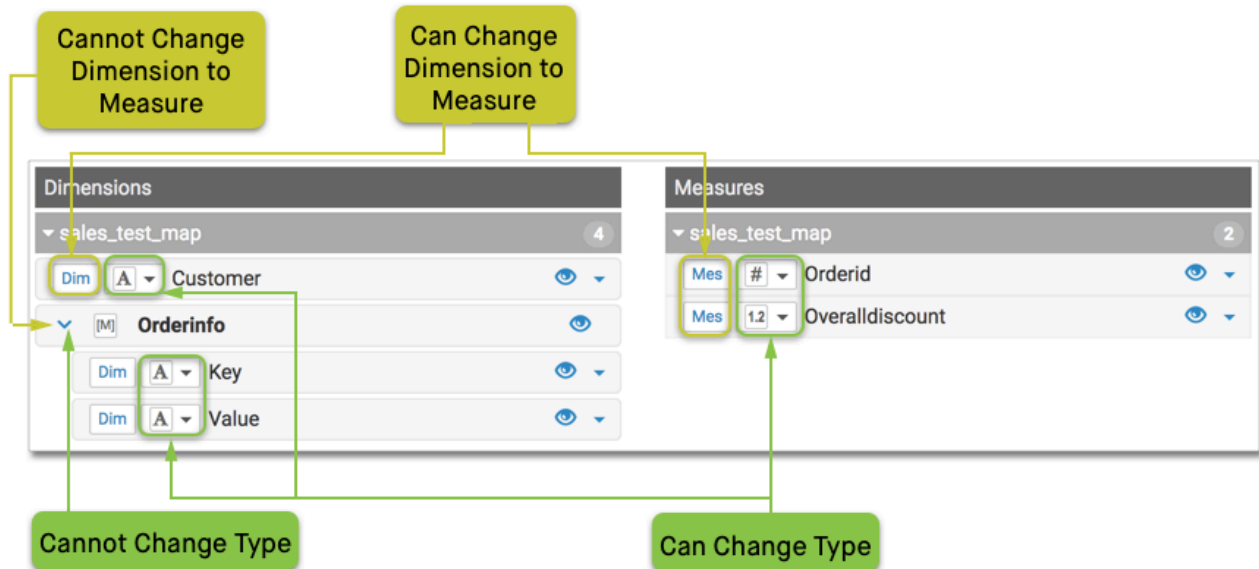 Cannot Change
Dimension to
Measure
Can Change
Dimension to
Measure
Dimensions
sales_test_map 4
Dim A Customer
[M] Orderinfo
Dim A Key
Dim A Value
Measures
sales_test_map 2
Mes # Orderid
Mes 1.2 Overalldiscount
Cannot Change Type
Can Change Type